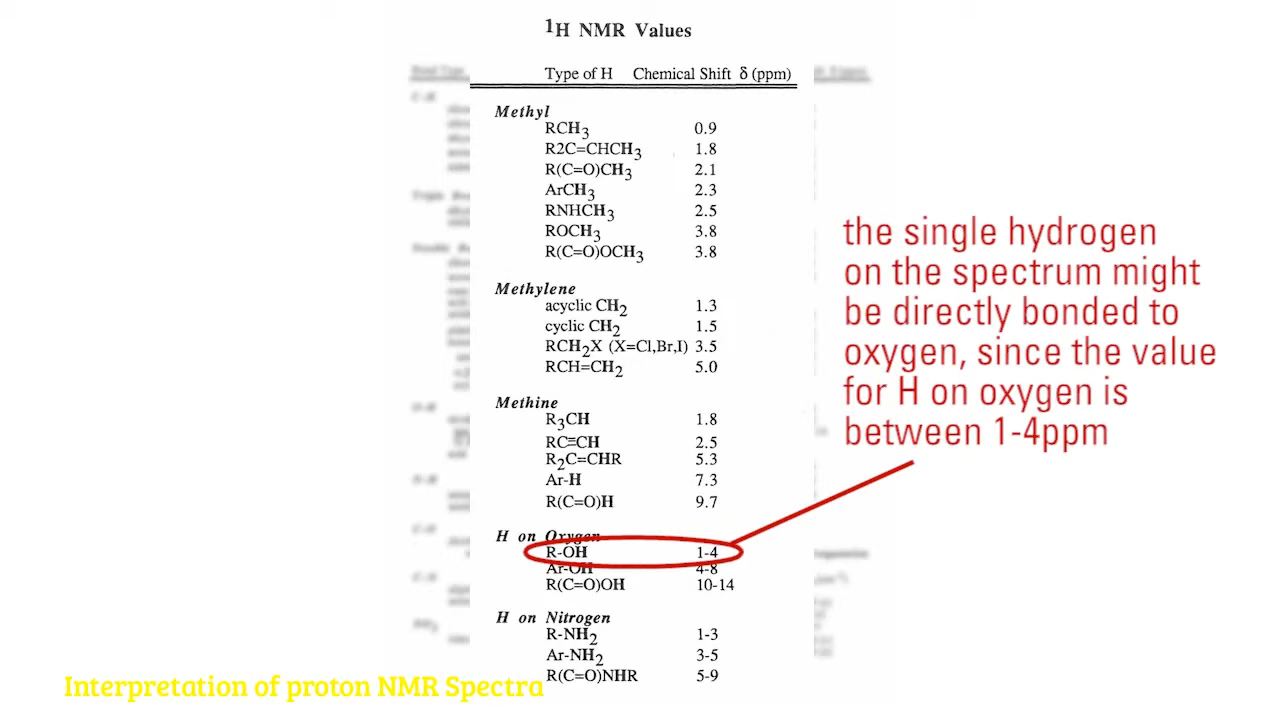 ¹H NMR Values
Type of H Chemical Shift δ (ppm)
Methyl
RCH₃ 0.9
R2C=CHCH₃ 1.8
R(C=O)CH₃ 2.1
ArCH₃ 2.3
RNHCH₃ 2.5
ROCH₃ 3.8
R(C=O)OCH₃ 3.8
Methylene
acyclic CH₂ 1.3
cyclic CH₂ 1.5
RCH₂X (X=Cl,Br,I) 3.5
RCH=CH₂ 5.0
Methine
R₃CH 1.8
RC≡CH 2.5
R₂C=CHR 5.3
Ar-H 7.3
R(C=O)H 9.7
H on Oxygen
R-OH 1-4
Ar-OH 4-8
R(C=O)OH 10-14
H on Nitrogen
R-NH₂ 1-3
Ar-NH₂ 3-5
R(C=O)NHR 5-9
the single hydrogen
on the spectrum might
be directly bonded to
oxygen, since the value
for H on oxygen is
between 1-4ppm
Interpretation of proton NMR Spectra